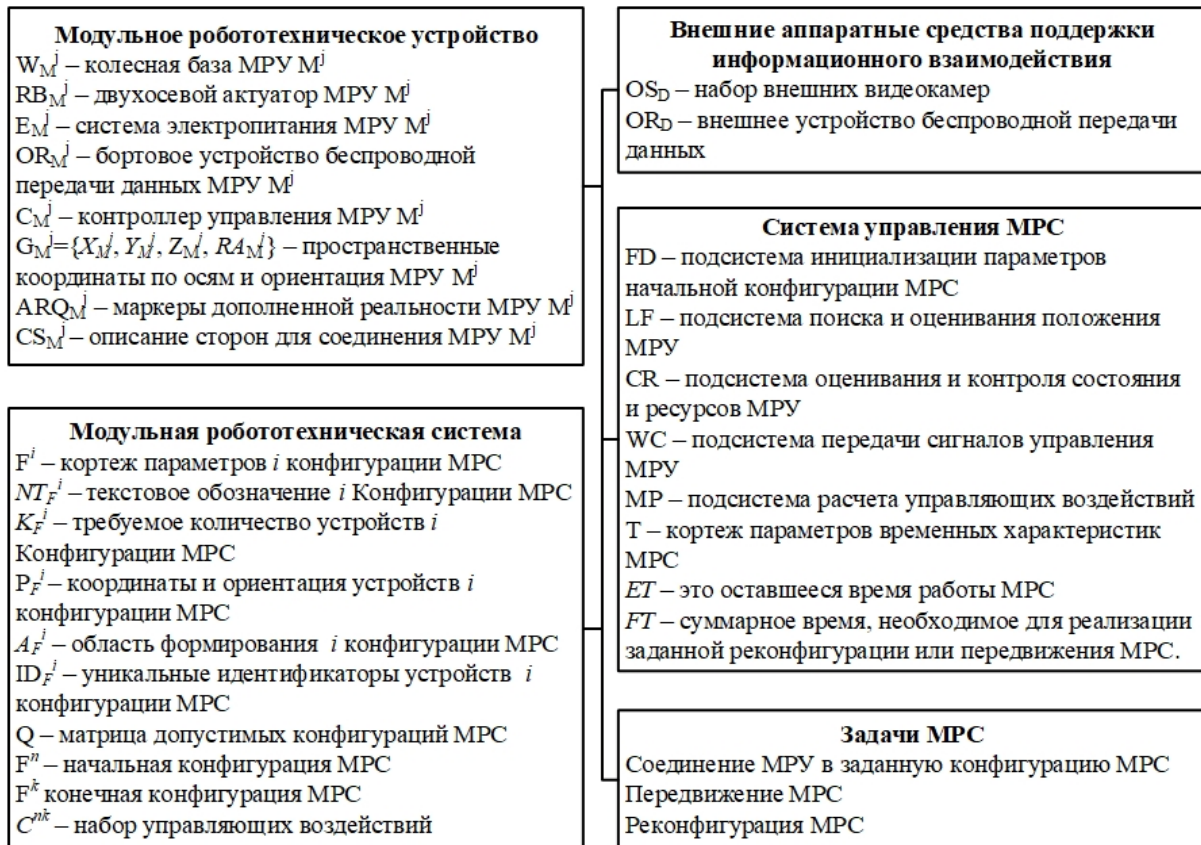 Модульное робототехническое устройство
W_M^j – колесная база МРУ M^j
RB_M^j – двухосевой актуатор МРУ M^j
E_M^j – система электропитания МРУ M^j
OR_M^j – бортовое устройство беспроводной
передачи данных МРУ M^j
C_M^j – контроллер управления МРУ M^j
G_M^j={X_M^j, Y_M^j, Z_M^j, RA_M^j} – пространственные
координаты по осям и ориентация МРУ M^j
ARQ_M^j – маркеры дополненной реальности МРУ M^j
CS_M^j – описание сторон для соединения МРУ M^j
Модульная робототехническая система
F^i – кортеж параметров i конфигурации МРС
NT_F^i – текстовое обозначение i Конфигурации МРС
K_F^i – требуемое количество устройств i
Конфигурации МРС
P_F^i – координаты и ориентация устройств i
конфигурации МРС
A_F^i – область формирования i конфигурации МРС
ID_F^i – уникальные идентификаторы устройств i
конфигурации МРС
Q – матрица допустимых конфигураций МРС
F^n – начальная конфигурация МРС
F^k конечная конфигурация МРС
C^nk – набор управляющих воздействий
Внешние аппаратные средства поддержки
информационного взаимодействия
OS_D – набор внешних видеокамер
OR_D – внешнее устройство беспроводной передачи
данных
Система управления МРС
FD – подсистема инициализации параметров
начальной конфигурации МРС
LF – подсистема поиска и оценивания положения
МРУ
CR – подсистема оценивания и контроля состояния
и ресурсов МРУ
WC – подсистема передачи сигналов управления
МРУ
MP – подсистема расчета управляющих воздействий
T – кортеж параметров временных характеристик
МРС
ET – это оставшееся время работы МРС
FT – суммарное время, необходимое для реализации
заданной реконфигурации или передвижения МРС.
Задачи МРС
Соединение МРУ в заданную конфигурацию МРС
Передвижение МРС
Реконфигурация МРС